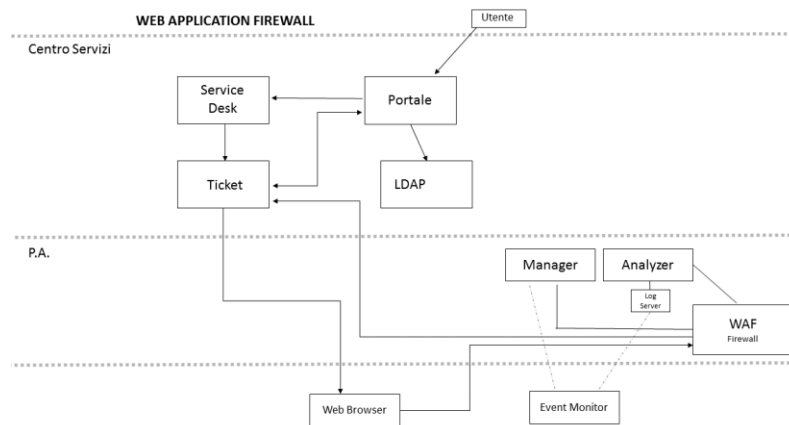 WEB APPLICATION FIREWALL
Utente
Centro Servizi
Service
Desk
Portale
Ticket
LDAP
P.A.
Manager
Analyzer
Log
Server
WAF
Firewall
Web Browser
Event Monitor